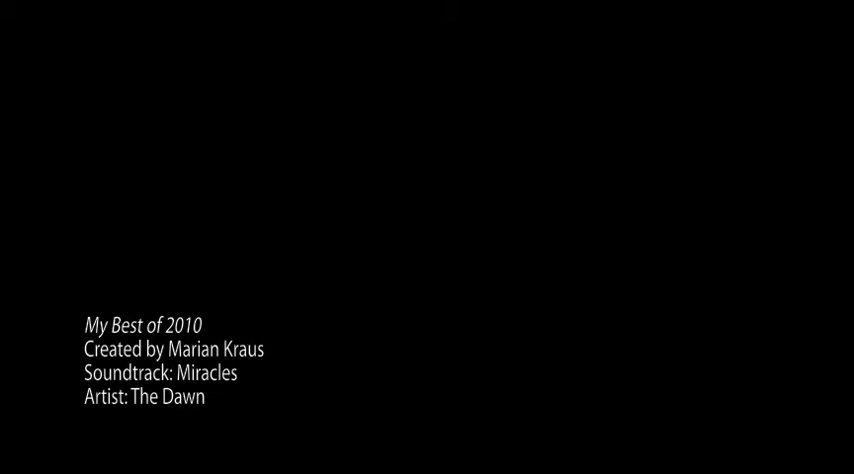 My Best of 2010
Created by Marian Kraus
Soundtrack: Miracles
Artist: The Dawn